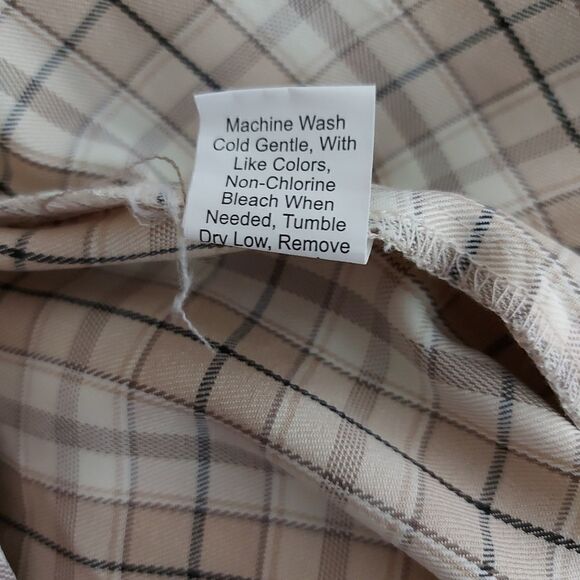 Machine Wash
Cold Gentle, With
Like Colors,
Non-Chlorine
Bleach When
Needed, Tumble
Dry Low, Remove